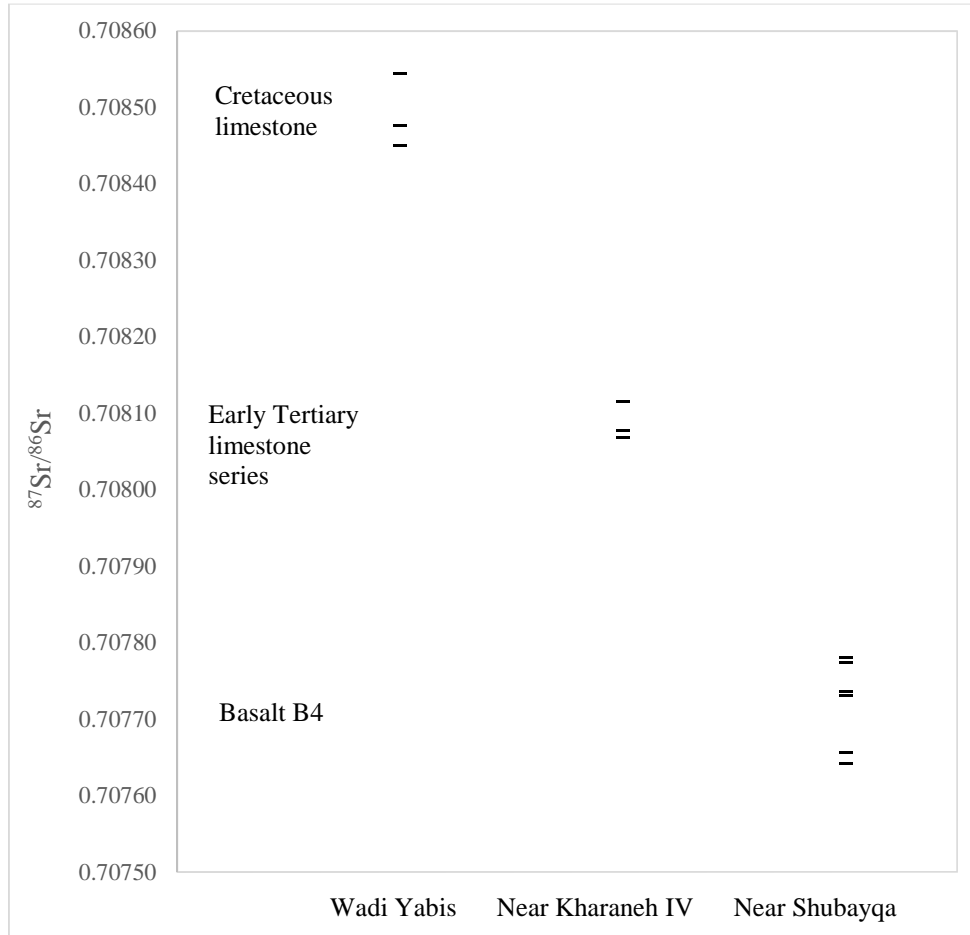 0.70860
Cretaceous
limestone
0.70850
0.70840
0.70830
0.70820
0.70810
Early Tertiary
limestone
series
0.70800
0.70790
0.70780
0.70770
Basalt B4
0.70760
0.70750
⁸⁷Sr/⁸⁶Sr
Wadi Yabis Near Kharaneh IV Near Shubayqa